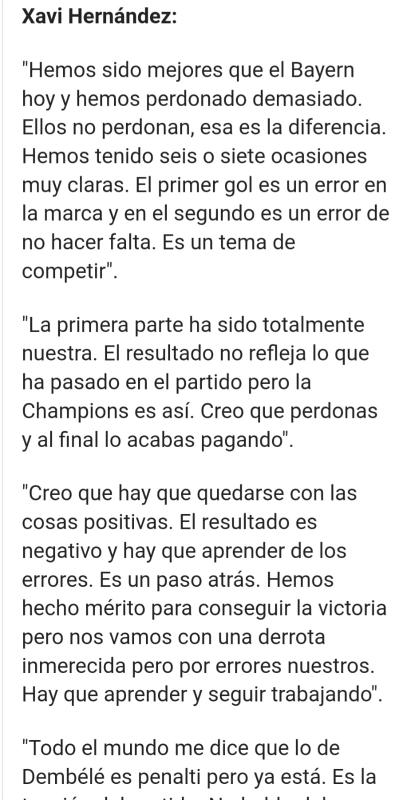 Xavi Hernández:
"Hemos sido mejores que el Bayern
hoy y hemos perdonado demasiado.
Ellos no perdonan, esa es la diferencia.
Hemos tenido seis o siete ocasiones
muy claras. El primer gol es un error en
la marca y en el segundo es un error de
no hacer falta. Es un tema de
competir".
"La primera parte ha sido totalmente
nuestra. El resultado no refleja lo que
ha pasado en el partido pero la
Champions es así. Creo que perdonas
y al final lo acabas pagando".
"Creo que hay que quedarse con las
cosas positivas. El resultado es
negativo y hay que aprender de los
errores. Es un paso atrás. Hemos
hecho mérito para conseguir la victoria
pero nos vamos con una derrota
inmerecida pero por errores nuestros.
Hay que aprender y seguir trabajando".
"Todo el mundo me dice que lo de
Dembélé es penalti pero ya está. Es la